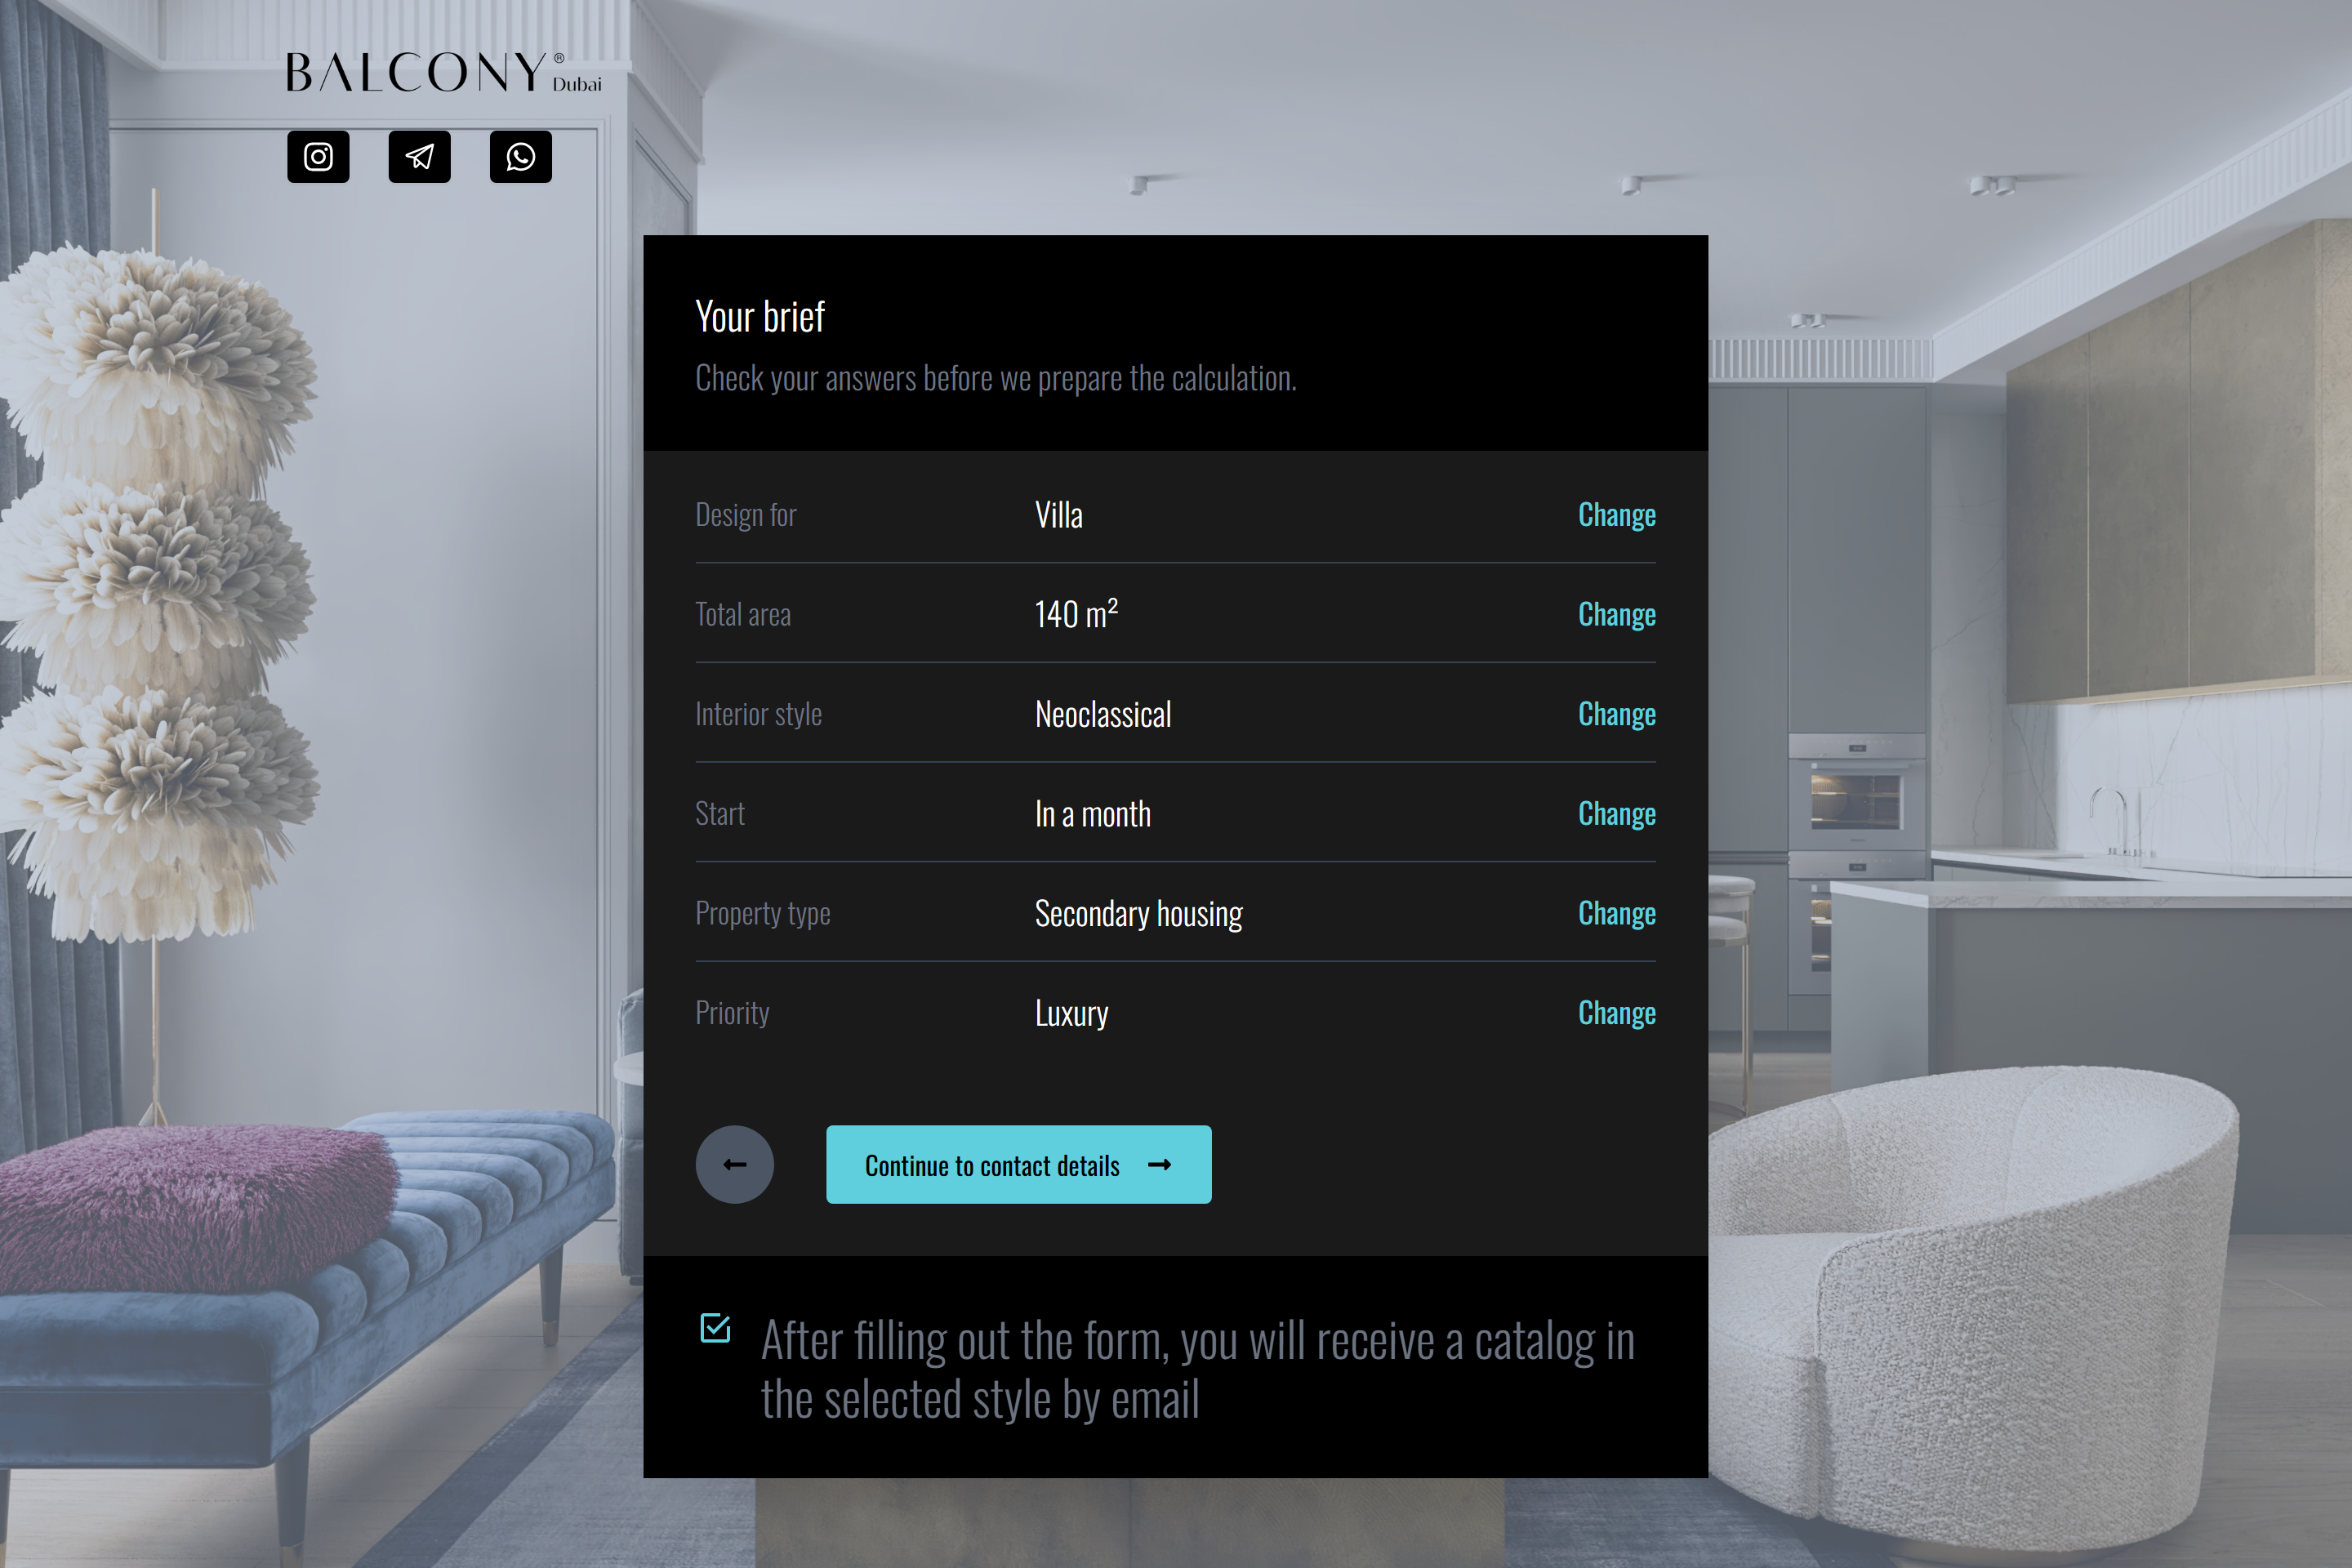 BALCONY® Dubai
Your brief
Check your answers before we prepare the calculation.
Design for Villa Change
Total area 140 m² Change
Interior style Neoclassical Change
Start In a month Change
Property type Secondary housing Change
Priority Luxury Change
Continue to contact details
After filling out the form, you will receive a catalog in
the selected style by email